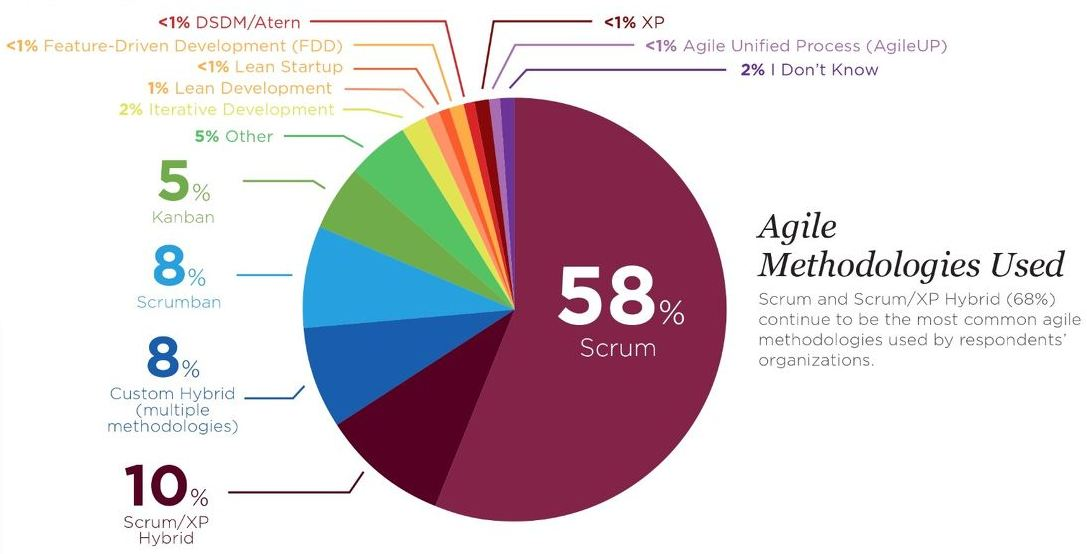 <1% DSDM/Atern
<1% XP
<1% Feature-Driven Development (FDD)
<1% Agile Unified Process (AgileUP)
<1% Lean Startup
2% I Don't Know
1% Lean Development
2% Iterative Development
5% Other
5%
Kanban
8%
Scrumban
8%
Custom Hybrid
(multiple
methodologies)
10%
Scrum/XP
Hybrid
58%
Scrum
Agile
Methodologies Used
Scrum and Scrum/XP Hybrid (68%)
continue to be the most common agile
methodologies used by respondents'
organizations.